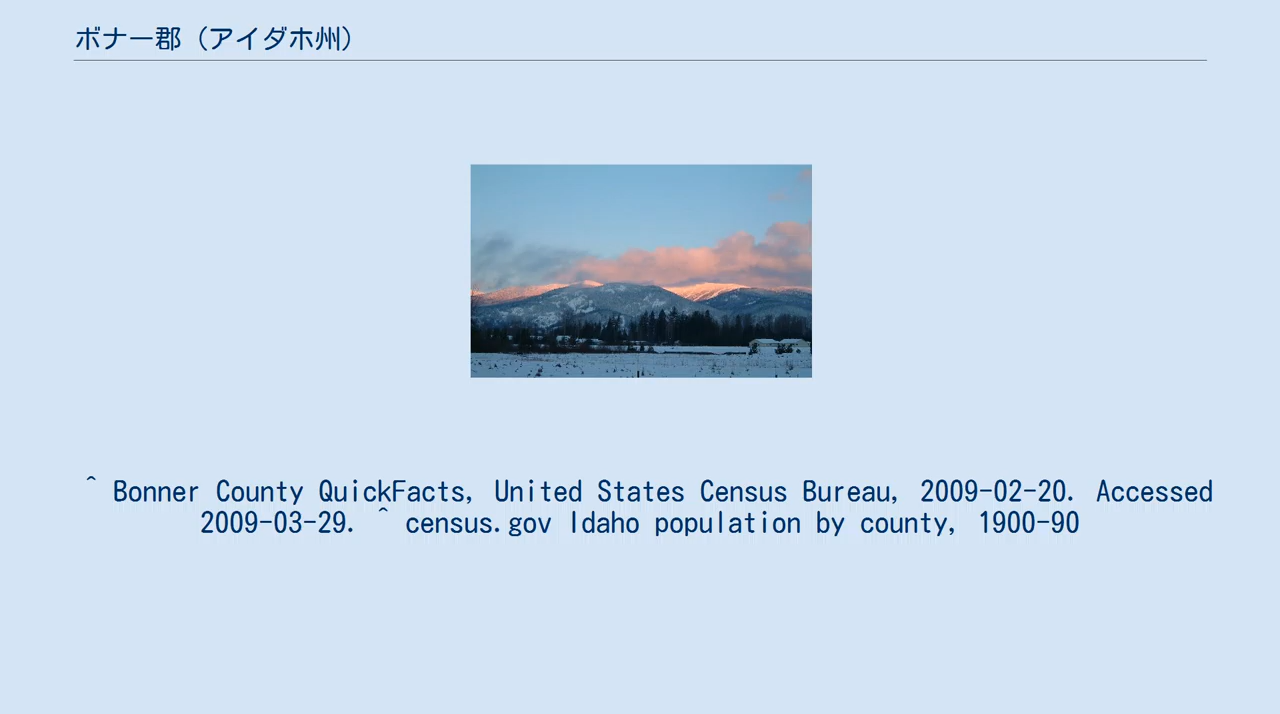 ボナー郡（アイダホ州）
^ Bonner County QuickFacts, United States Census Bureau, 2009-02-20. Accessed
2009-03-29. ^ census.gov Idaho population by county, 1900-90